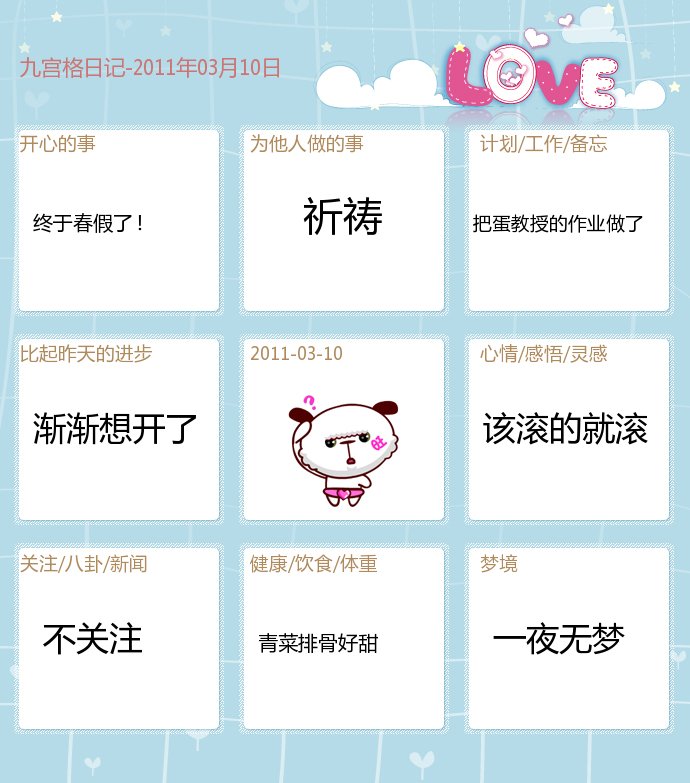 九宫格日记-2011年03月10日
LOVE
开心的事
为他人做的事
计划/工作/备忘
终于春假了！
祈祷
把蛋教授的作业做了
比起昨天的进步
2011-03-10
心情/感悟/灵感
渐渐想开了
?
旺
该滚的就滚
关注/八卦/新闻
健康/饮食/体重
梦境
不关注
青菜排骨好甜
一夜无梦